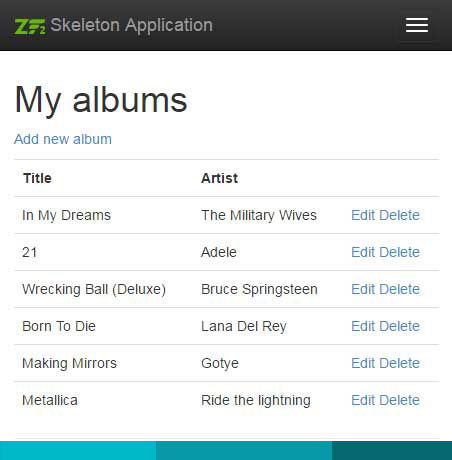 ZF2 Skeleton Application
My albums
Add new album
Title Artist
In My Dreams The Military Wives Edit Delete
21 Adele Edit Delete
Wrecking Ball (Deluxe) Bruce Springsteen Edit Delete
Born To Die Lana Del Rey Edit Delete
Making Mirrors Gotye Edit Delete
Metallica Ride the lightning Edit Delete